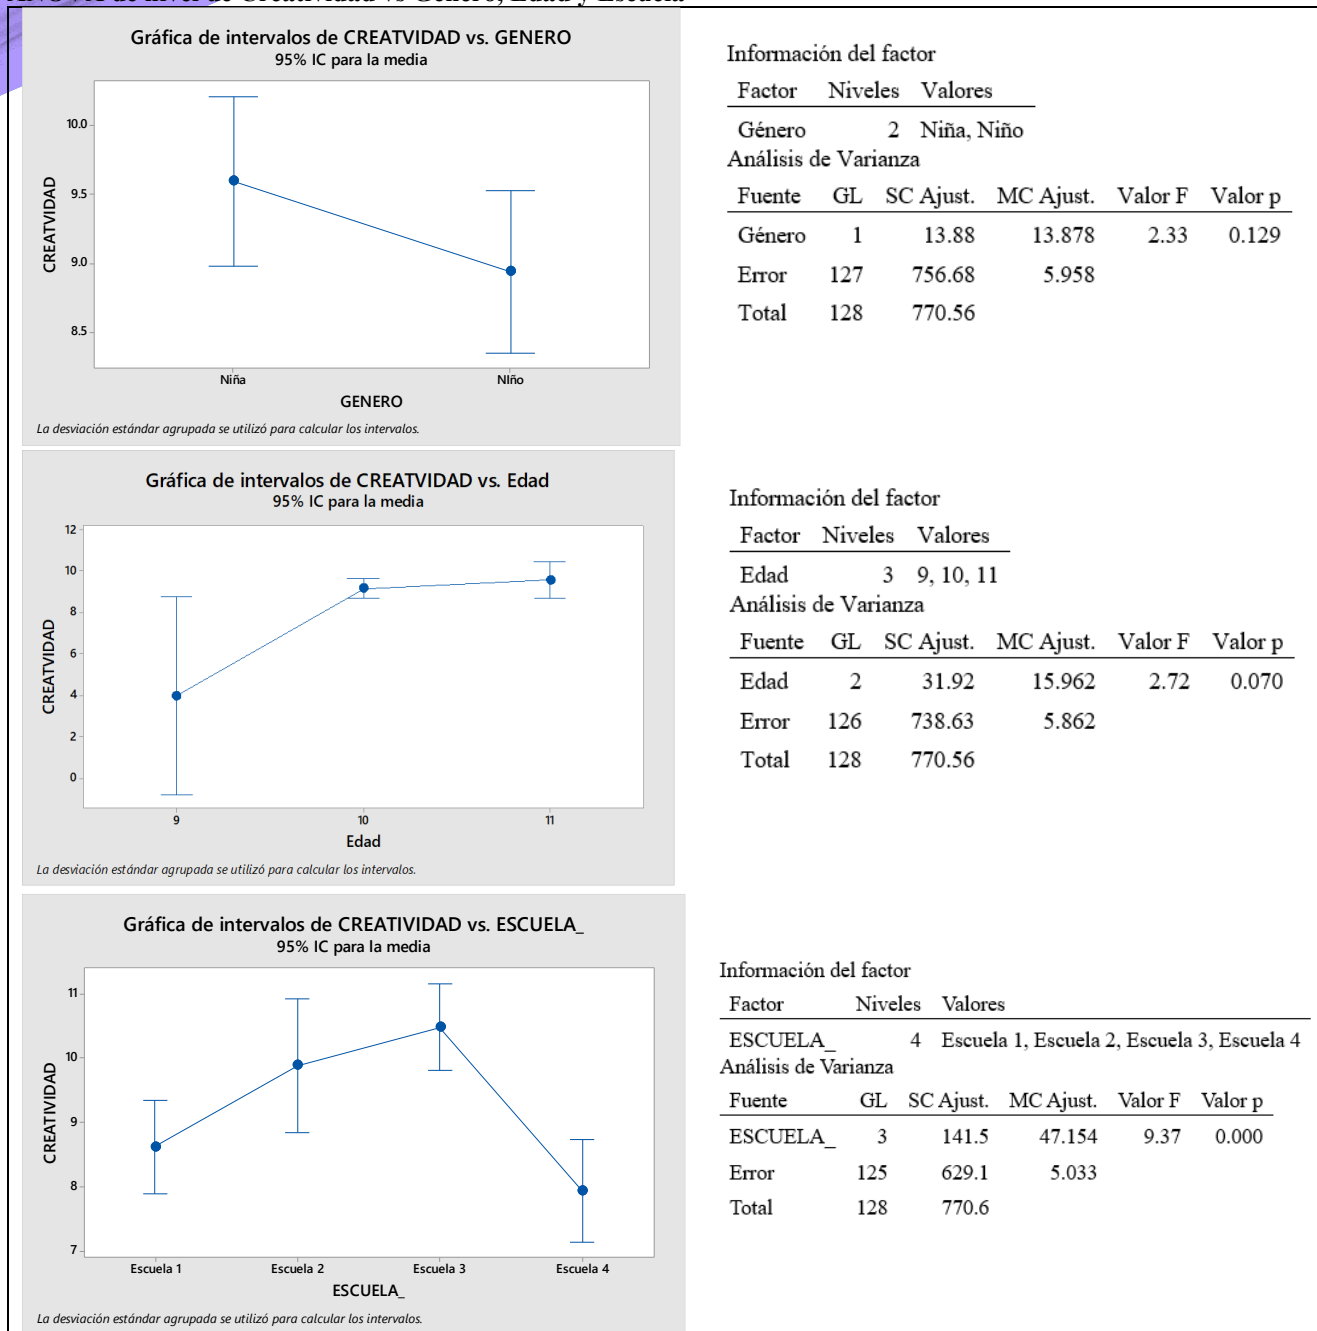 ANOVA de nivel de Creatividad vs Género, Edad y Escuela
Gráfica de intervalos de CREATVIDAD vs. GENERO
95% IC para la media
CREATVIDAD
10.0
9.5
9.0
8.5
Niña NIño
GENERO
La desviación estándar agrupada se utilizó para calcular los intervalos.
Información del factor
Factor Niveles Valores
Género 2 Niña, Niño
Análisis de Varianza
Fuente GL SC Ajust. MC Ajust. Valor F Valor p
Género 1 13.88 13.878 2.33 0.129
Error 127 756.68 5.958
Total 128 770.56
Gráfica de intervalos de CREATVIDAD vs. Edad
95% IC para la media
CREATVIDAD
12
10
8
6
4
2
0
9 10 11
Edad
La desviación estándar agrupada se utilizó para calcular los intervalos.
Información del factor
Factor Niveles Valores
Edad 3 9, 10, 11
Análisis de Varianza
Fuente GL SC Ajust. MC Ajust. Valor F Valor p
Edad 2 31.92 15.962 2.72 0.070
Error 126 738.63 5.862
Total 128 770.56
Gráfica de intervalos de CREATIVIDAD vs. ESCUELA_
95% IC para la media
CREATIVIDAD
11
10
9
8
7
Escuela 1 Escuela 2 Escuela 3 Escuela 4
ESCUELA_
La desviación estándar agrupada se utilizó para calcular los intervalos.
Información del factor
Factor Niveles Valores
ESCUELA_ 4 Escuela 1, Escuela 2, Escuela 3, Escuela 4
Análisis de Varianza
Fuente GL SC Ajust. MC Ajust. Valor F Valor p
ESCUELA_ 3 141.5 47.154 9.37 0.000
Error 125 629.1 5.033
Total 128 770.6